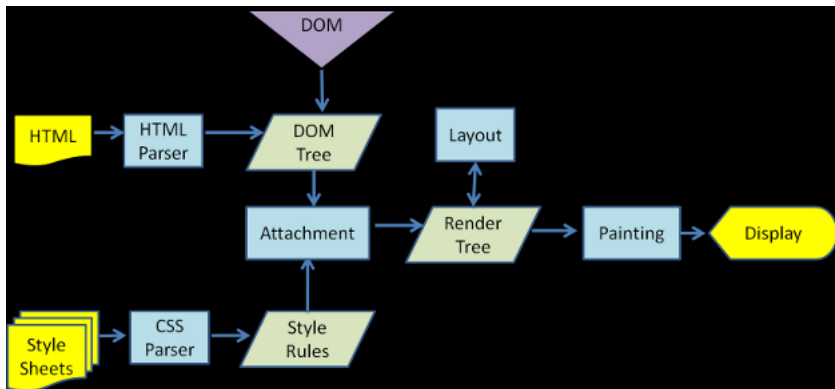 DOM
HTML
HTML
Parser
DOM
Tree
Layout
Attachment
Render
Tree
Painting
Display
Style
Sheets
CSS
Parser
Style
Rules